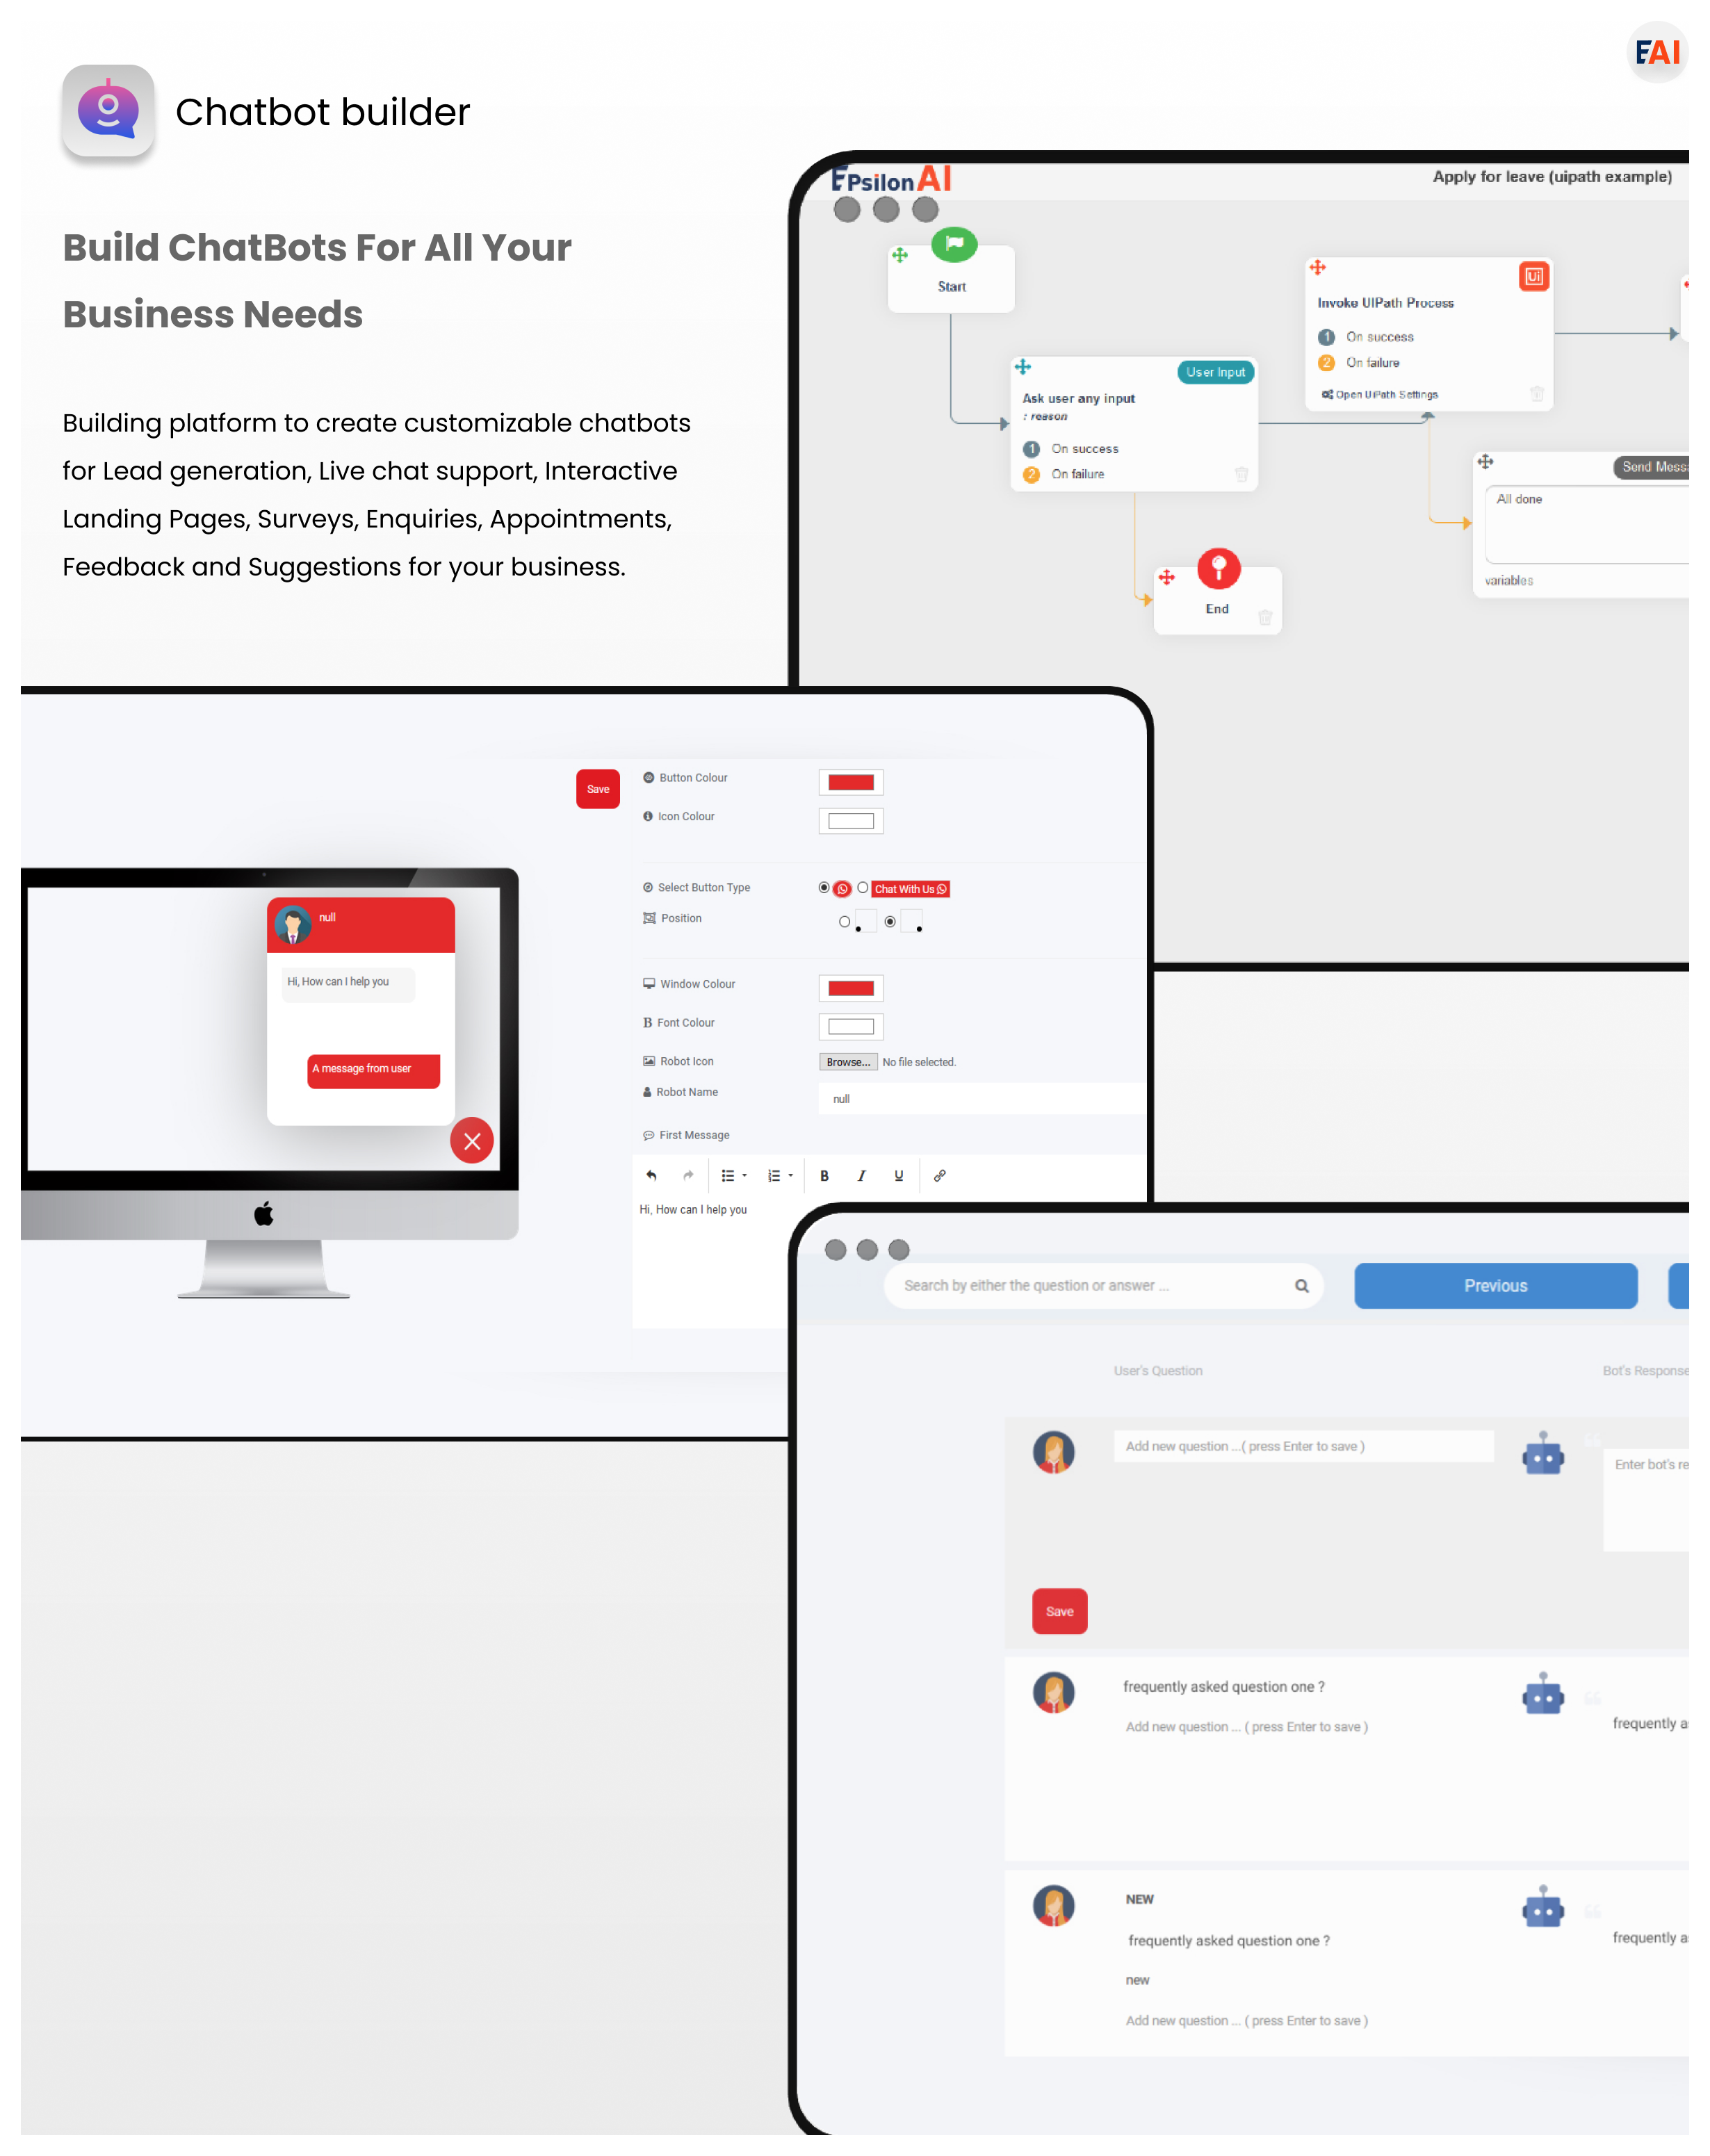 EAI
Chatbot builder
Build ChatBots For All Your
Business Needs
Building platform to create customizable chatbots
for Lead generation, Live chat support, Interactive
Landing Pages, Surveys, Enquiries, Appointments,
Feedback and Suggestions for your business.
EPsilonAI
Apply for leave (uipath example)
Start
User Input
Ask user any input
: reason
1 On success
2 On failure
End
Ui
Invoke UIPath Process
1 On success
2 On failure
Open UiPath Settings
Send Mess
All done
variables
Save
Button Colour
Icon Colour
Select Button Type
Chat With Us
Position
Window Colour
Font Colour
Robot Icon
Browse... No file selected.
Robot Name
null
First Message
B I U
Hi, How can I help you
null
Hi, How can I help you
A message from user
Search by either the question or answer ...
Previous
User's Question
Bot's Response
Add new question ...( press Enter to save )
Enter bot's re
Save
frequently asked question one ?
Add new question ... ( press Enter to save )
frequently a
NEW
frequently asked question one ?
new
Add new question ... ( press Enter to save )
frequently a